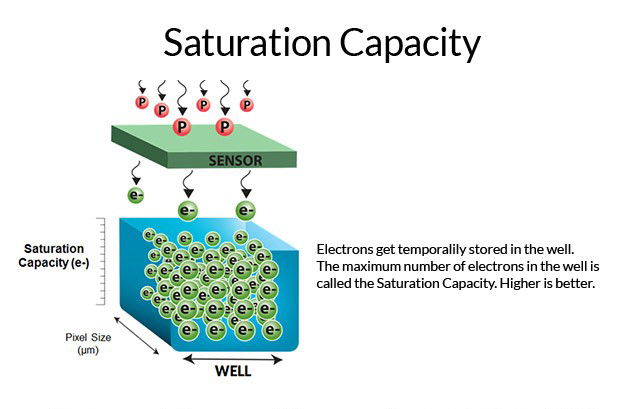 Saturation Capacity
P P P P P
P P
SENSOR
e-
e- e-
Saturation
Capacity (e-)
e- e- e- e-
e- e- e- e-
e- e- e- e-
e- e- e- e-
e- e- e- e-
e- e- e- e-
e- e- e- e-
Electrons get temporalily stored in the well.
The maximum number of electrons in the well is
called the Saturation Capacity. Higher is better.
Pixel Size
(μm)
WELL